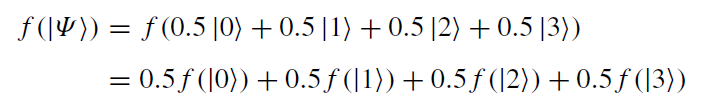 f(|Ψ⟩) = f(0.5 |0⟩ + 0.5 |1⟩ + 0.5 |2⟩ + 0.5 |3⟩)
= 0.5f(|0⟩) + 0.5f(|1⟩) + 0.5f(|2⟩) + 0.5f(|3⟩)